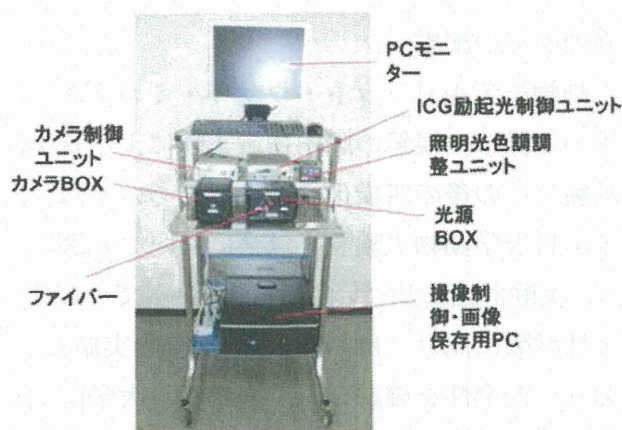 PCモニ
ター
ICG励起光制御ユニット
カメラ制御
ユニット
照明光色調調
整ユニット
カメラBOX
光源
BOX
ファイバー
撮像制
御・画像
保存用PC